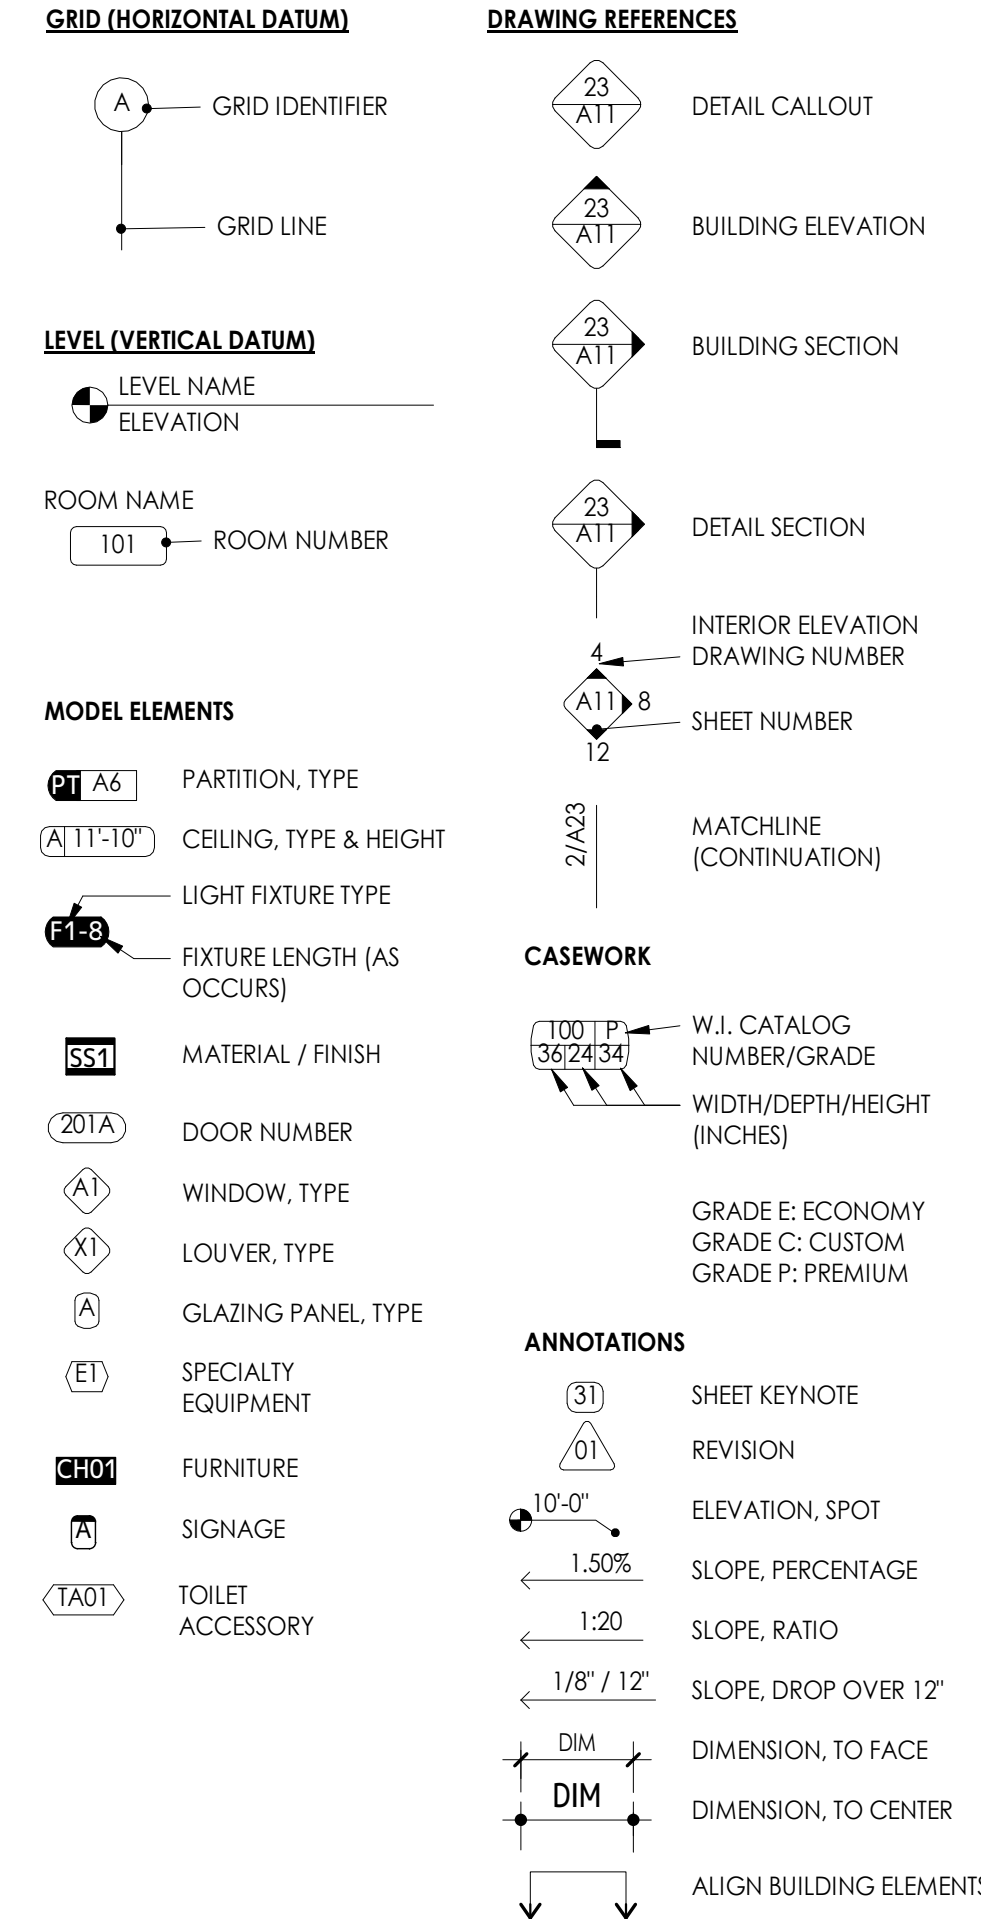 GRID (HORIZONTAL DATUM)
A
GRID IDENTIFIER
GRID LINE
LEVEL (VERTICAL DATUM)
LEVEL NAME
ELEVATION
ROOM NAME
101
ROOM NUMBER
MODEL ELEMENTS
PT A6
PARTITION, TYPE
A 11'-10"
CEILING, TYPE & HEIGHT
LIGHT FIXTURE TYPE
F1-8
FIXTURE LENGTH (AS
OCCURS)
SS1
MATERIAL / FINISH
201A
DOOR NUMBER
A1
WINDOW, TYPE
X1
LOUVER, TYPE
A
GLAZING PANEL, TYPE
E1
SPECIALTY
EQUIPMENT
CH01
FURNITURE
A
SIGNAGE
TA01
TOILET
ACCESSORY
DRAWING REFERENCES
23
A11
DETAIL CALLOUT
23
A11
BUILDING ELEVATION
23
A11
BUILDING SECTION
23
A11
DETAIL SECTION
INTERIOR ELEVATION
DRAWING NUMBER
4
A11 8
12
SHEET NUMBER
2/A23
MATCHLINE
(CONTINUATION)
CASEWORK
100 P
36 24 34
W.I. CATALOG
NUMBER/GRADE
WIDTH/DEPTH/HEIGHT
(INCHES)
GRADE E: ECONOMY
GRADE C: CUSTOM
GRADE P: PREMIUM
ANNOTATIONS
31
SHEET KEYNOTE
01
REVISION
10'-0"
ELEVATION, SPOT
1.50%
SLOPE, PERCENTAGE
1:20
SLOPE, RATIO
1/8" / 12"
SLOPE, DROP OVER 12"
DIM
DIMENSION, TO FACE
DIM
DIMENSION, TO CENTER
ALIGN BUILDING ELEMENTS